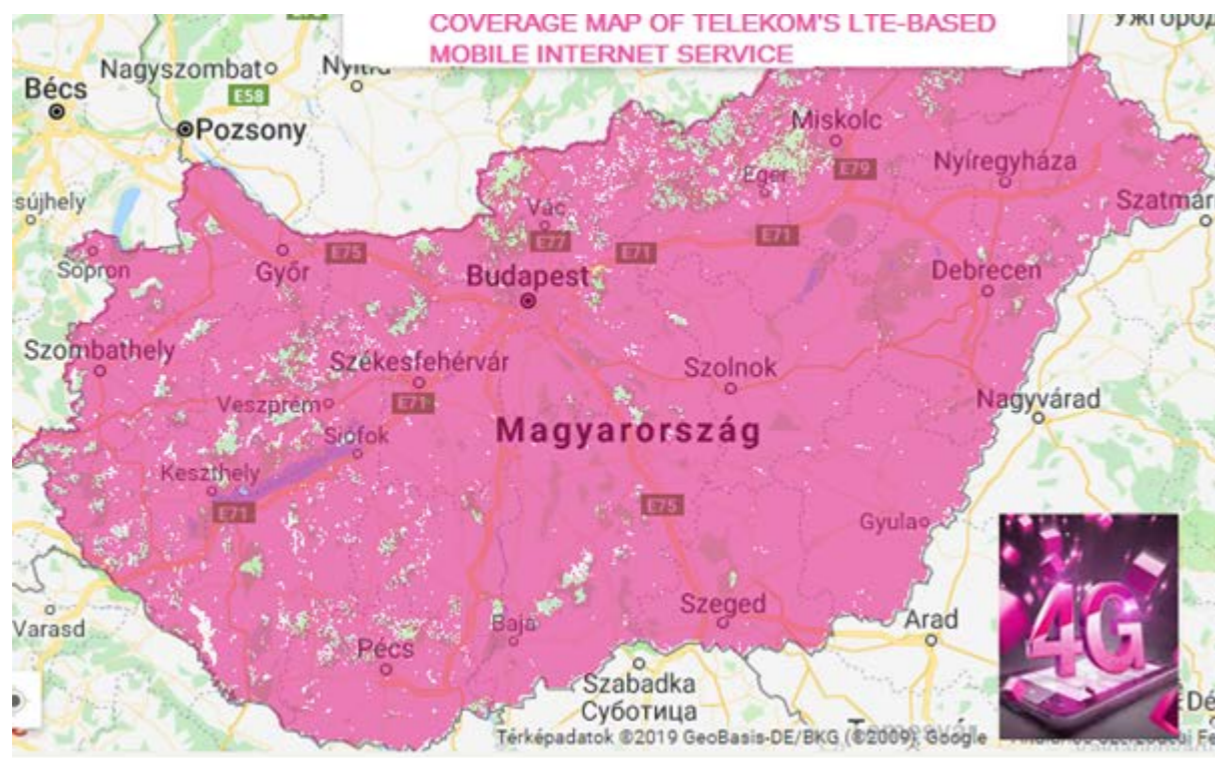 COVERAGE MAP OF TELEKOM'S LTE-BASED
MOBILE INTERNET SERVICE
Nagyszombat
Nyitra
Ужгород
Bécs
E58
Pozsony
Miskolc
Eger
E79
Nyíregyháza
Szatmár
sújhely
Vác
E77
E71
E71
Sopron
Győr
E75
Budapest
Debrecen
Szombathely
Székesfehérvár
Szolnok
Veszprém
E71
Nagyvárad
Siófok
Magyarország
Keszthely
E71
E75
Gyula
4G
Szeged
Arad
Varasd
Baja
Pécs
Szabadka
Суботица
Dé
Térképadatok ©2019 GeoBasis-DE/BKG (©2009), Google